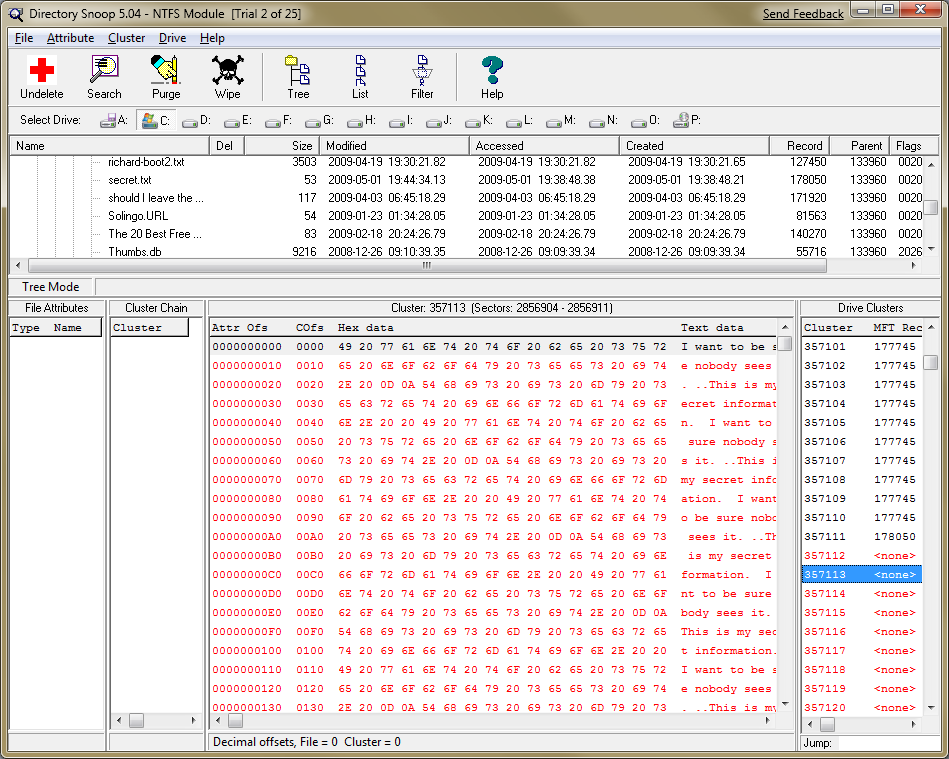 Directory Snoop 5.04 - NTFS Module  [Trial 2 of 25] Send Feedback
File Attribute Cluster Drive Help
Undelete Search Purge Wipe Tree List Filter Help
Select Drive: A: C: D: E: F: G: H: I: J: K: L: M: N: O: P:
Name Del Size Modified Accessed Created Record Parent Flags
richard-boot2.txt 3503 2009-04-19 19:30:21.82 2009-04-19 19:30:21.82 2009-04-19 19:30:21.65 127450 133960 0020
secret.txt 53 2009-05-01 19:44:34.13 2009-05-01 19:38:48.38 2009-05-01 19:38:48.21 178050 133960 0020
should I leave the ... 117 2009-04-03 06:45:18.29 2009-04-03 06:45:18.29 2009-04-03 06:45:18.29 171920 133960 0020
Solingo.URL 54 2009-01-23 01:34:28.05 2009-01-23 01:34:28.05 2009-01-23 01:34:28.05 81563 133960 0020
The 20 Best Free ... 83 2009-02-18 20:24:26.79 2009-02-18 20:24:26.79 2009-02-18 20:24:26.79 140270 133960 0020
Thumbs.db 9216 2008-12-26 09:10:39.35 2008-12-26 09:09:39.34 2008-12-26 09:09:39.34 55716 133960 2026
Tree Mode
File Attributes Cluster Chain Cluster: 357113 (Sectors: 2856904 - 2856911) Drive Clusters
Type Name Cluster Attr Ofs COfs Hex data Text data Cluster MFT Rec
0000000000 0000 49 20 77 61 6E 74 20 74 6F 20 62 65 20 73 75 72 I want to be s 357101 177745
0000000010 0010 65 20 6E 6F 62 6F 64 79 20 73 65 65 73 20 69 74 e nobody sees 357102 177745
0000000020 0020 2E 20 0D 0A 54 68 69 73 20 69 73 20 6D 79 20 73 . ..This is my 357103 177745
0000000030 0030 65 63 72 65 74 20 69 6E 66 6F 72 6D 61 74 69 6F ecret informat 357104 177745
0000000040 0040 6E 2E 20 20 49 20 77 61 6E 74 20 74 6F 20 62 65 n.  I want to 357105 177745
0000000050 0050 20 73 75 72 65 20 6E 6F 62 6F 64 79 20 73 65 65 sure nobody s 357106 177745
0000000060 0060 73 20 69 74 2E 20 0D 0A 54 68 69 73 20 69 73 20 s it. ..This i 357107 177745
0000000070 0070 6D 79 20 73 65 63 72 65 74 20 69 6E 66 6F 72 6D my secret info 357108 177745
0000000080 0080 61 74 69 6F 6E 2E 20 20 49 20 77 61 6E 74 20 74 ation.  I want 357109 177745
0000000090 0090 6F 20 62 65 20 73 75 72 65 20 6E 6F 62 6F 64 79 o be sure nobo 357110 177745
00000000A0 00A0 20 73 65 65 73 20 69 74 2E 20 0D 0A 54 68 69 73 sees it. ..Th 357111 178050
00000000B0 00B0 20 69 73 20 6D 79 20 73 65 63 72 65 74 20 69 6E is my secret 357112 <none>
00000000C0 00C0 66 6F 72 6D 61 74 69 6F 6E 2E 20 20 49 20 77 61 formation.  I 357113 <none>
00000000D0 00D0 6E 74 20 74 6F 20 62 65 20 73 75 72 65 20 6E 6F nt to be sure 357114 <none>
00000000E0 00E0 62 6F 64 79 20 73 65 65 73 20 69 74 2E 20 0D 0A body sees it. 357115 <none>
00000000F0 00F0 54 68 69 73 20 69 73 20 6D 79 20 73 65 63 72 65 This is my sec 357116 <none>
0000000100 0100 74 20 69 6E 66 6F 72 6D 61 74 69 6F 6E 2E 20 20 t information. 357117 <none>
0000000110 0110 49 20 77 61 6E 74 20 74 6F 20 62 65 20 73 75 72 I want to be s 357118 <none>
0000000120 0120 65 20 6E 6F 62 6F 64 79 20 73 65 65 73 20 69 74 e nobody sees 357119 <none>
0000000130 0130 2E 20 0D 0A 54 68 69 73 20 69 73 20 6D 79 20 73 . ..This is my 357120 <none>
Decimal offsets, File = 0  Cluster = 0 Jump: